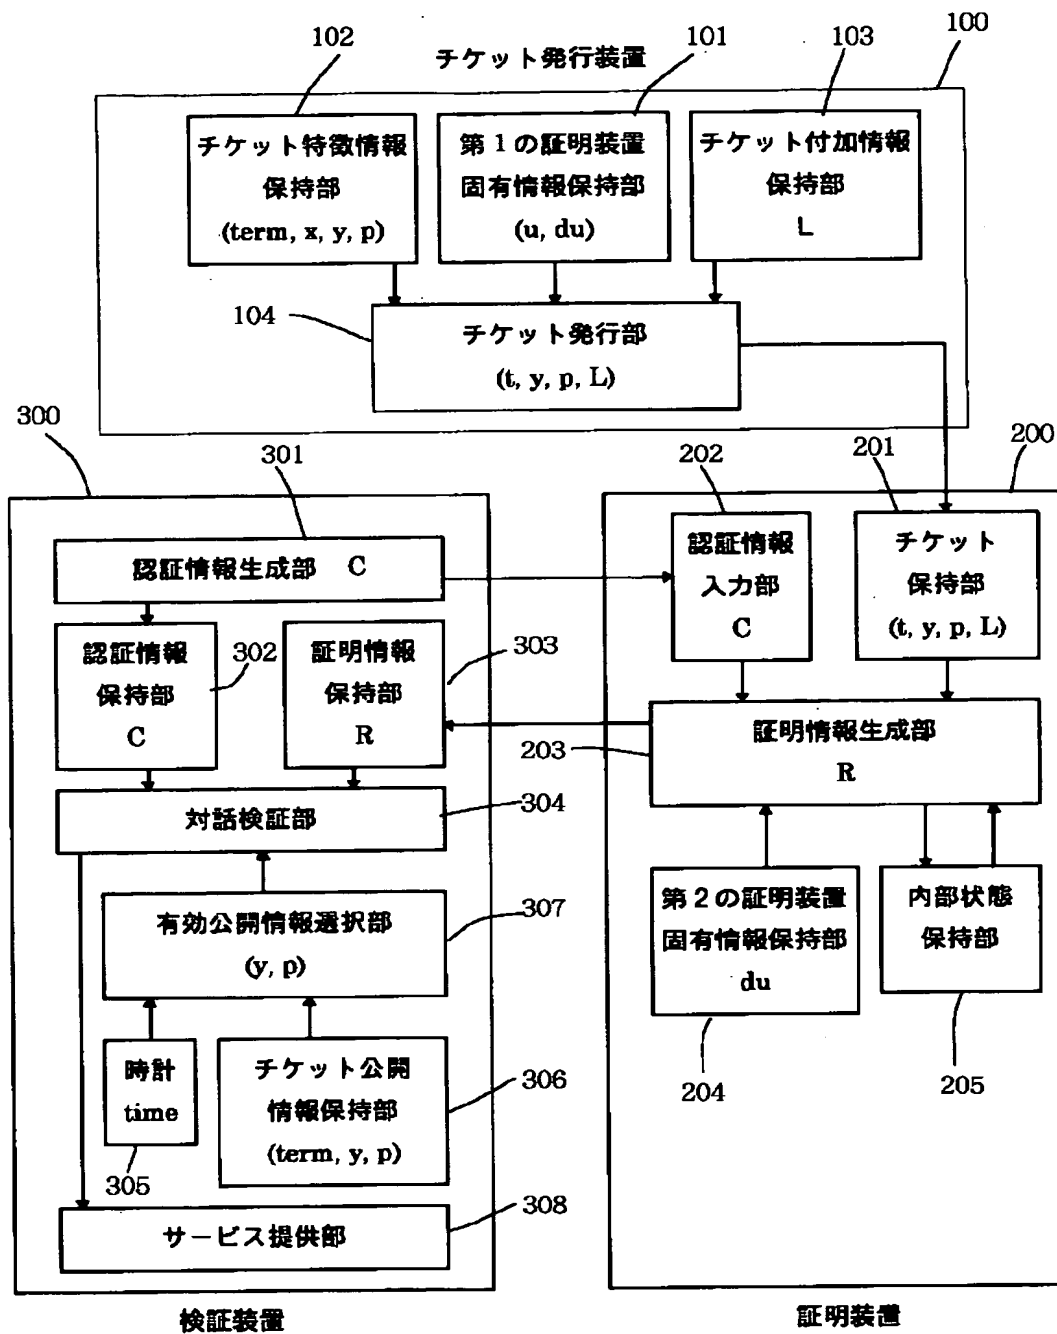 102
チケット発行装置
101
103
100
チケット特徴情報
保持部
(term, x, y, p)
第1の証明装置
固有情報保持部
(u, du)
チケット付加情報
保持部
L
104
チケット発行部
(t, y, p, L)
300
301
認証情報生成部 C
認証情報
保持部
C
302
証明情報
保持部
R
303
対話検証部
304
有効公開情報選択部
(y, p)
307
時計
time
305
チケット公開
情報保持部
(term, y, p)
306
サービス提供部
308
検証装置
202
201
200
認証情報
入力部
C
チケット
保持部
(t, y, p, L)
203
証明情報生成部
R
第2の証明装置
固有情報保持部
du
204
内部状態
保持部
205
証明装置